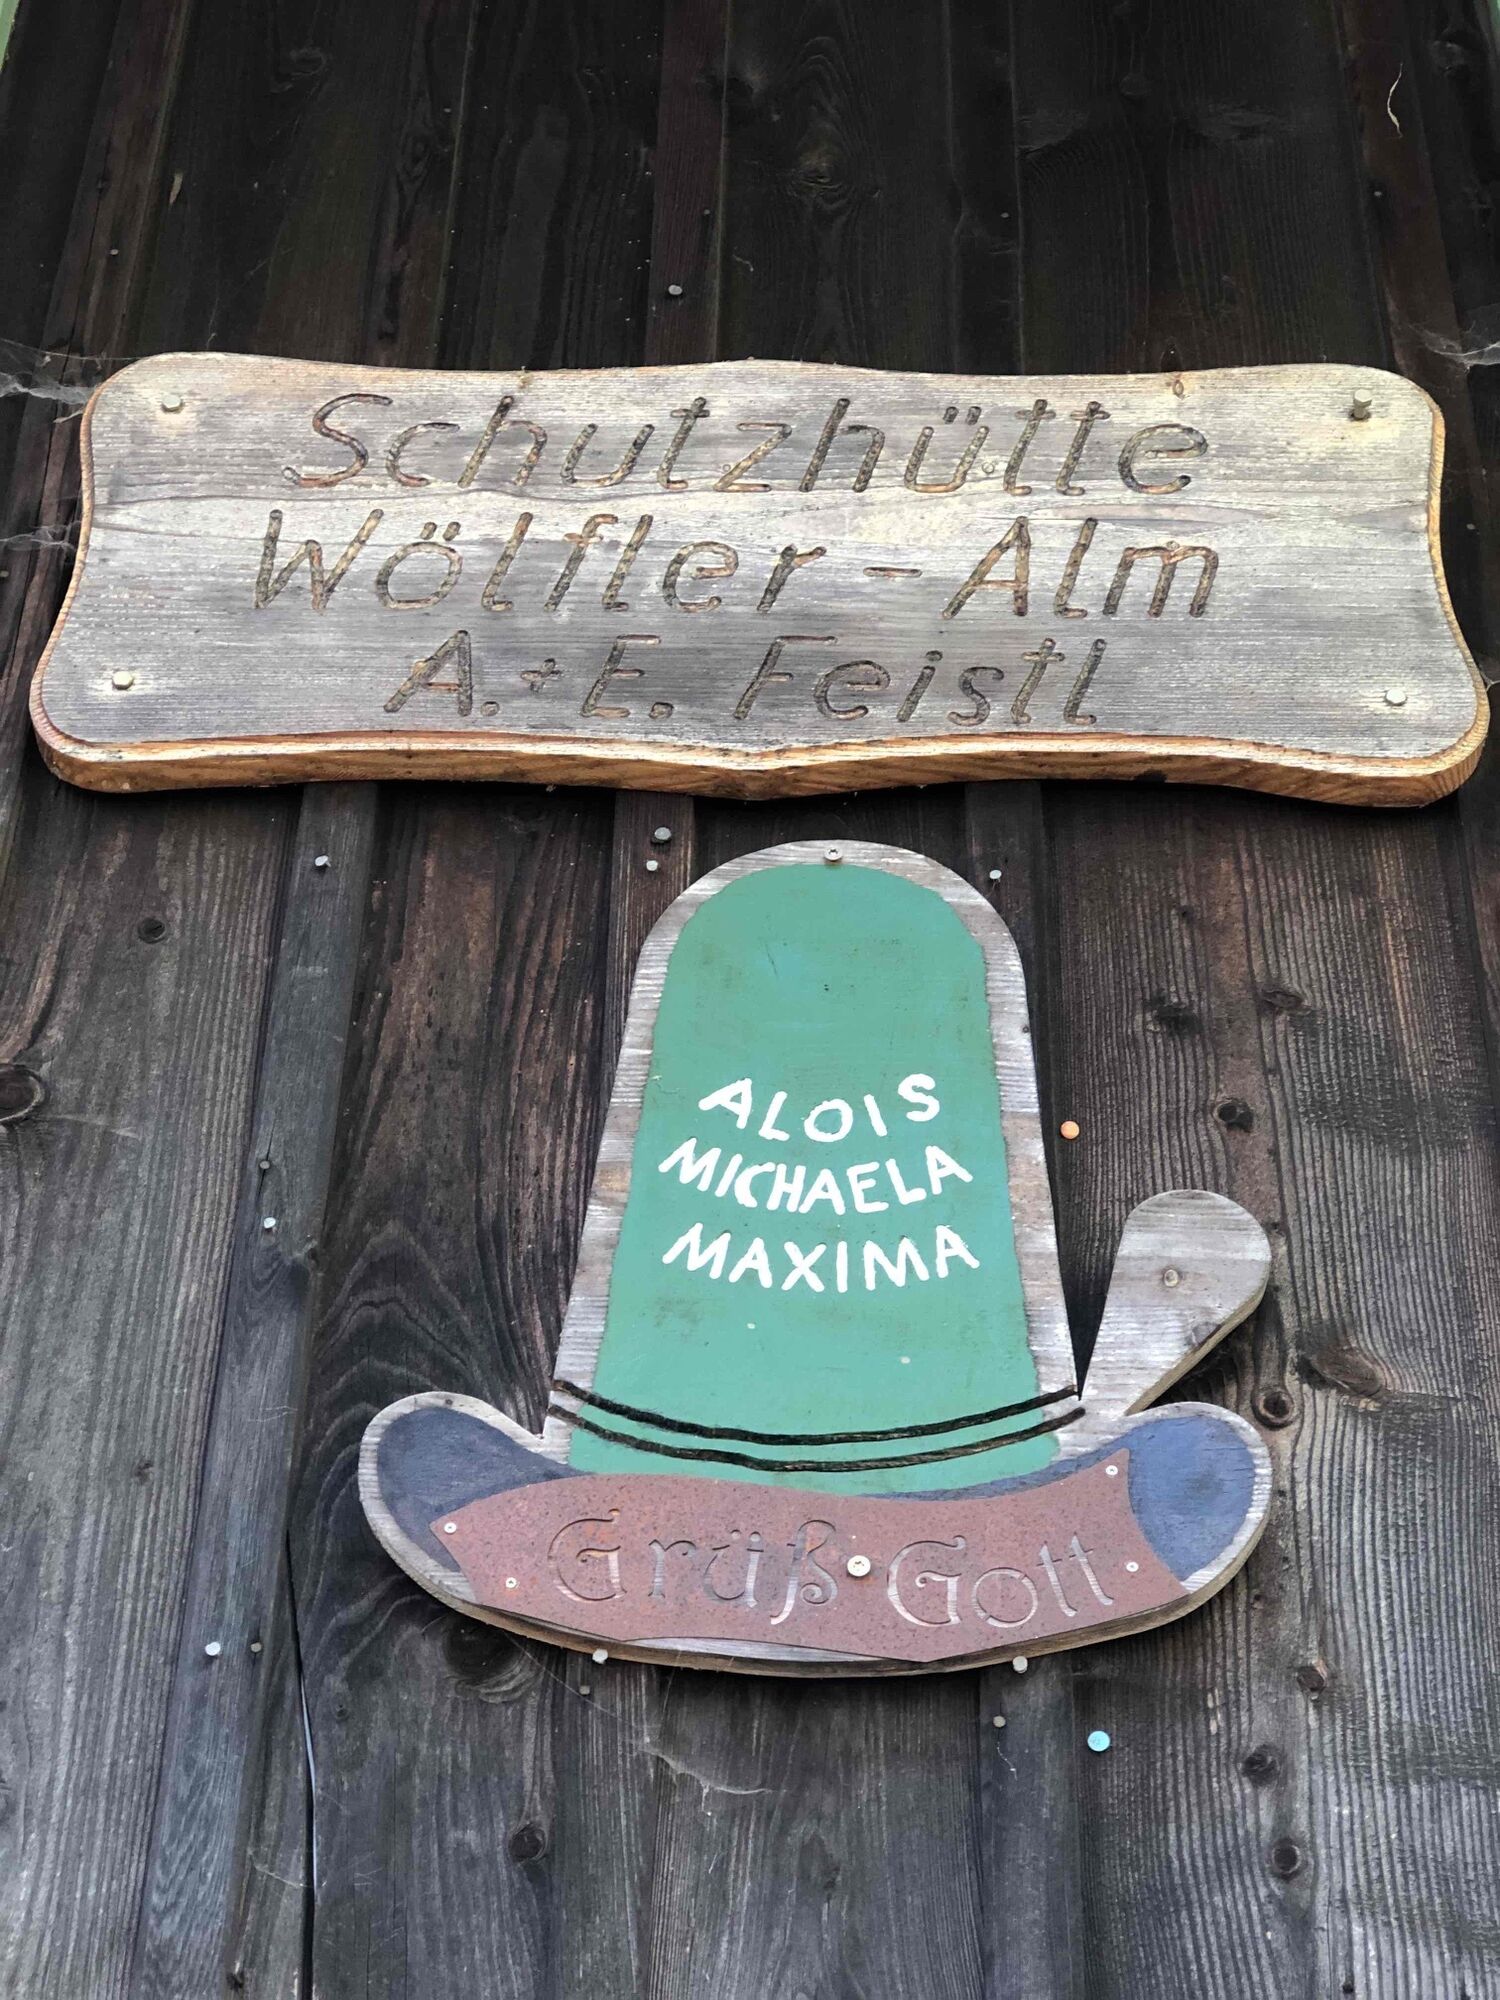 Schutzhütte
Wölfler - Alm
A. + E. Feistl
ALOIS
MICHAELA
MAXIMA
Grüß Gott